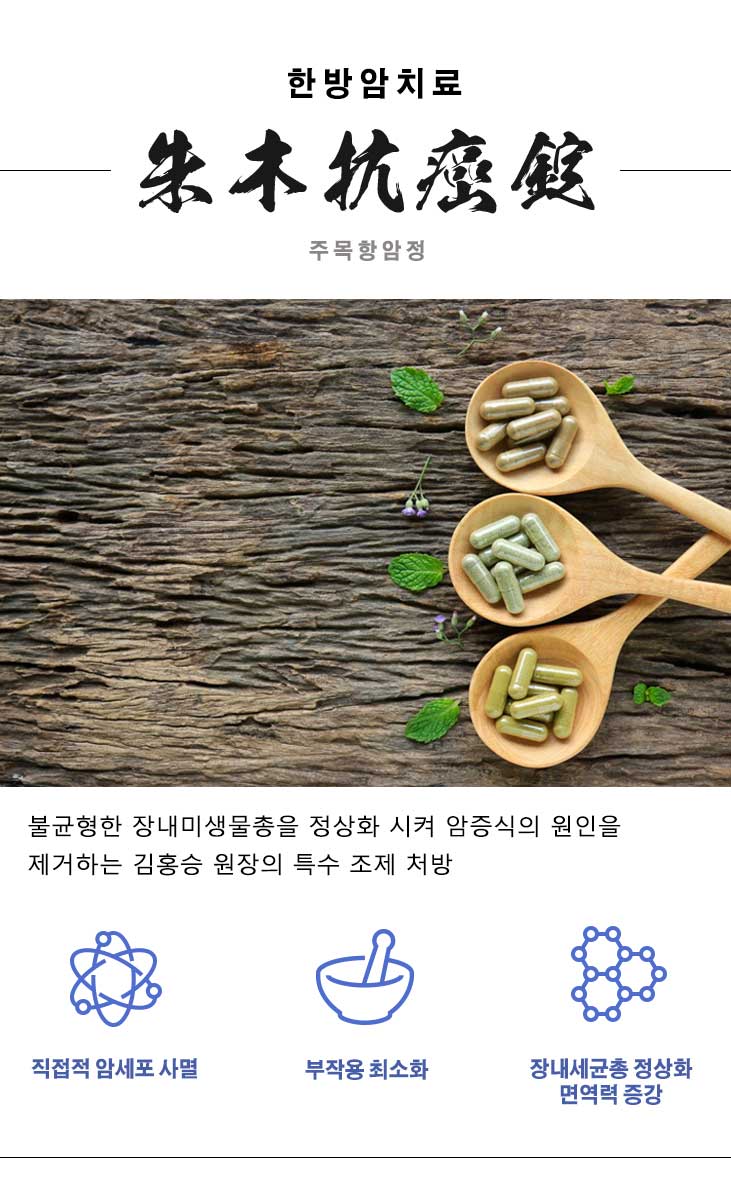 한방암치료
朱木抗癌錠
주목항암정
불균형한 장내미생물총을 정상화 시켜 암증식의 원인을
제거하는 김홍승 원장의 특수 조제 처방
직접적 암세포 사멸
부작용 최소화
장내세균총 정상화
면역력 증강